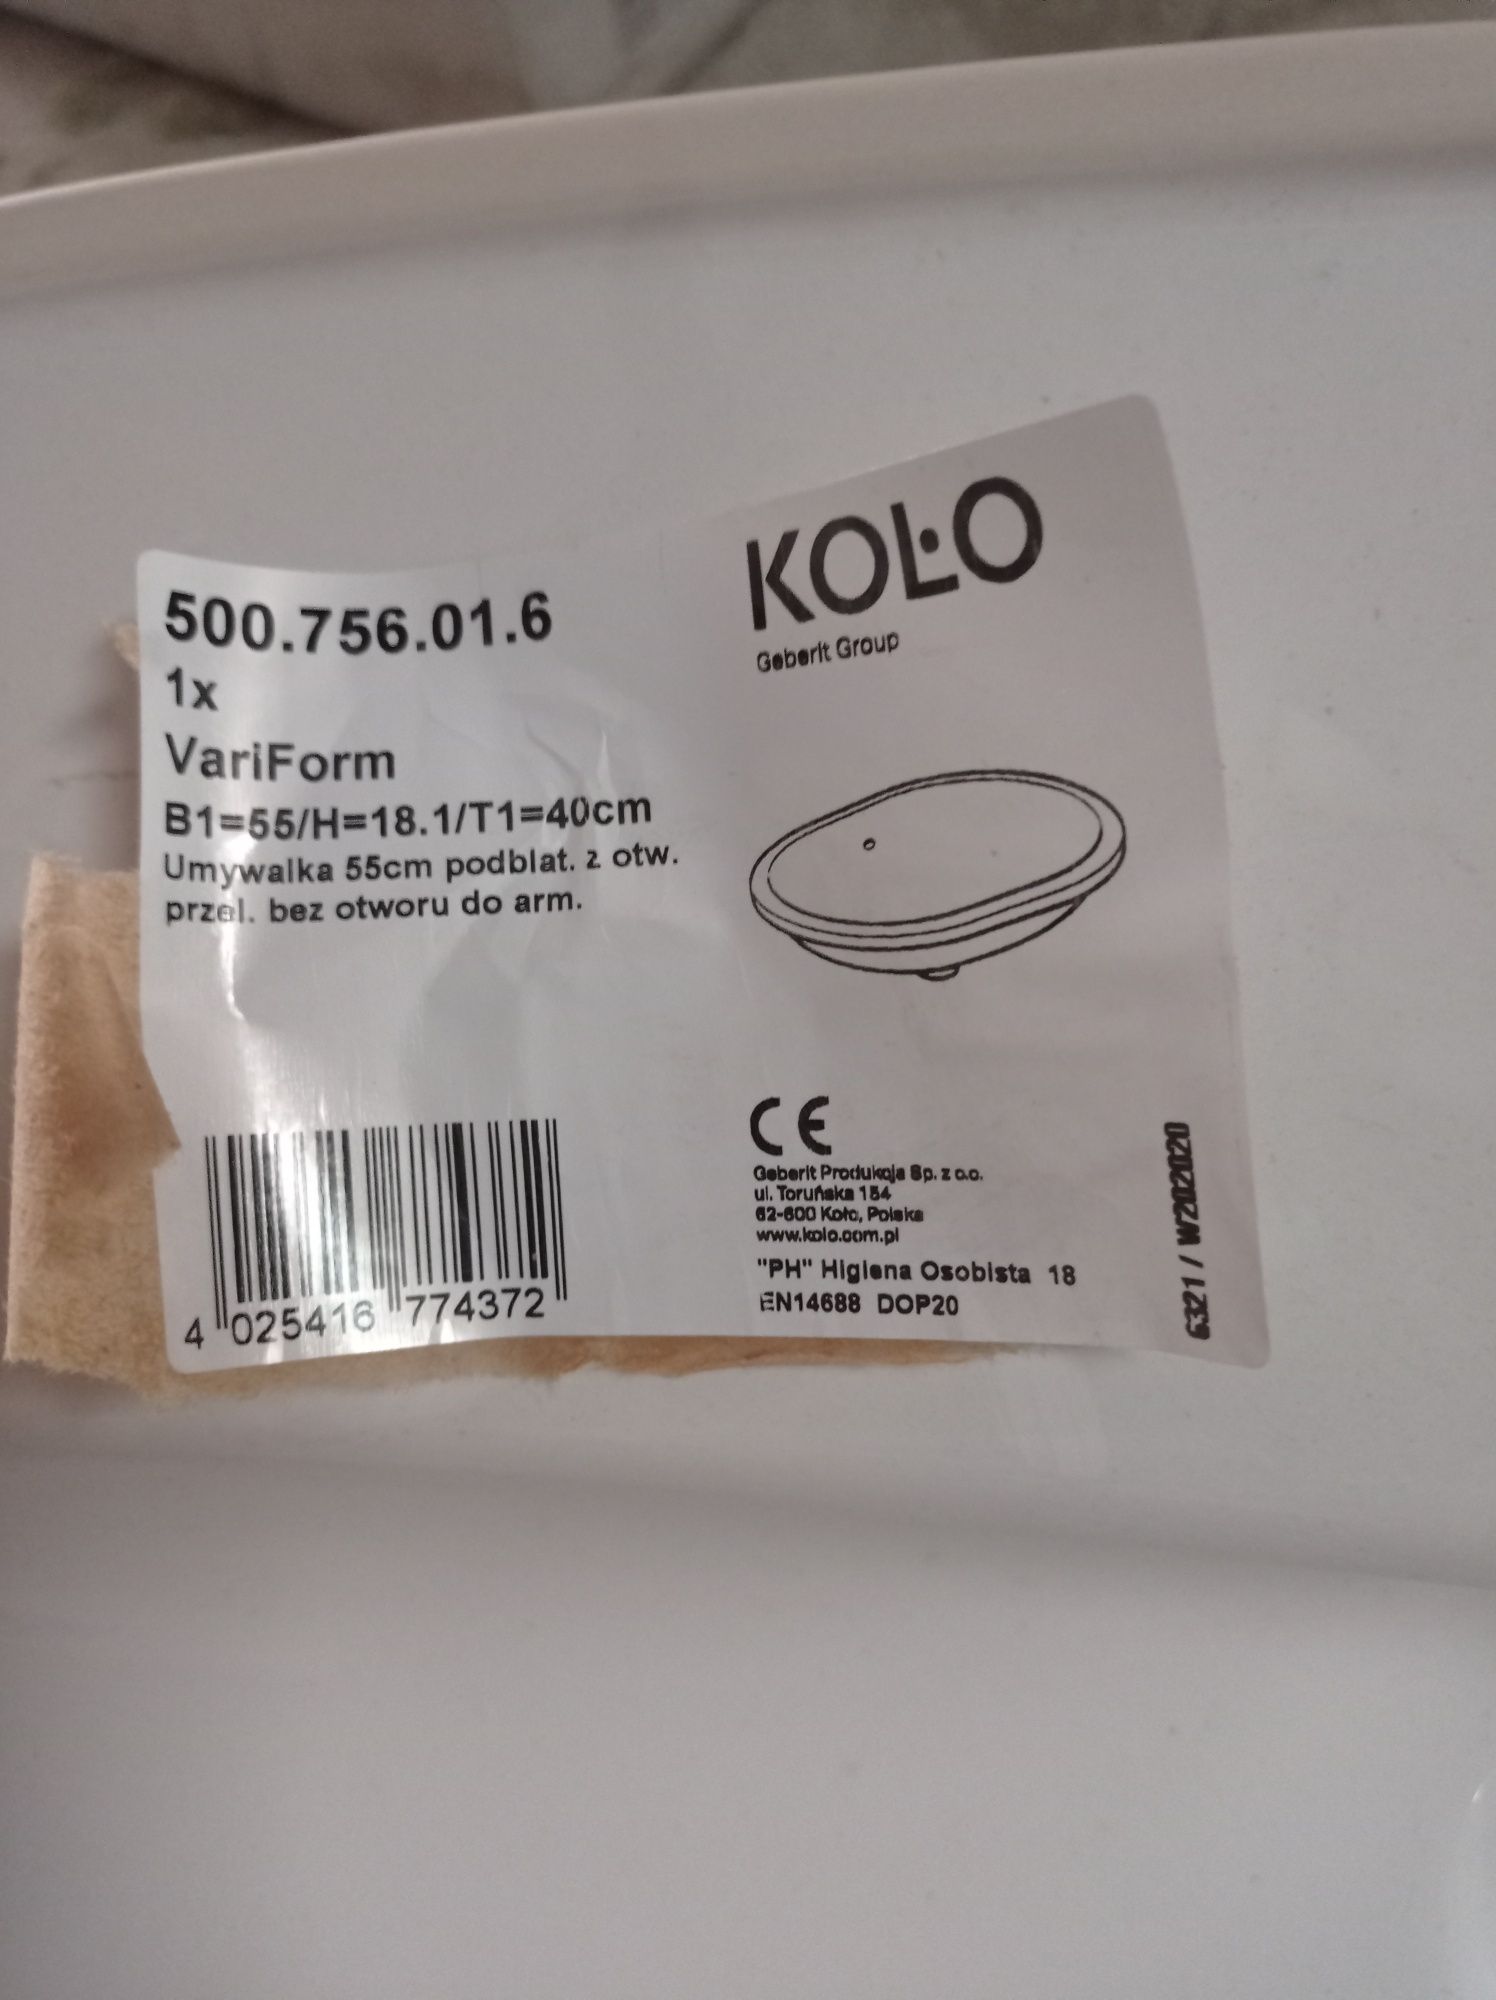 500.756.01.6
1x
VariForm
B1=55/H=18.1/T1=40cm
Umywalka 55cm podblat. z otw.
przel. bez otworu do arm.
4 025416 774372
KOŁO
Geberit Group
CE
Geberit Produkcja Sp. z o.o.
ul. Toruńska 154
62-600 Koło, Polska
www.kolo.com.pl
"PH" Higiena Osobista 18
EN14688 DOP20
6321 / W202020